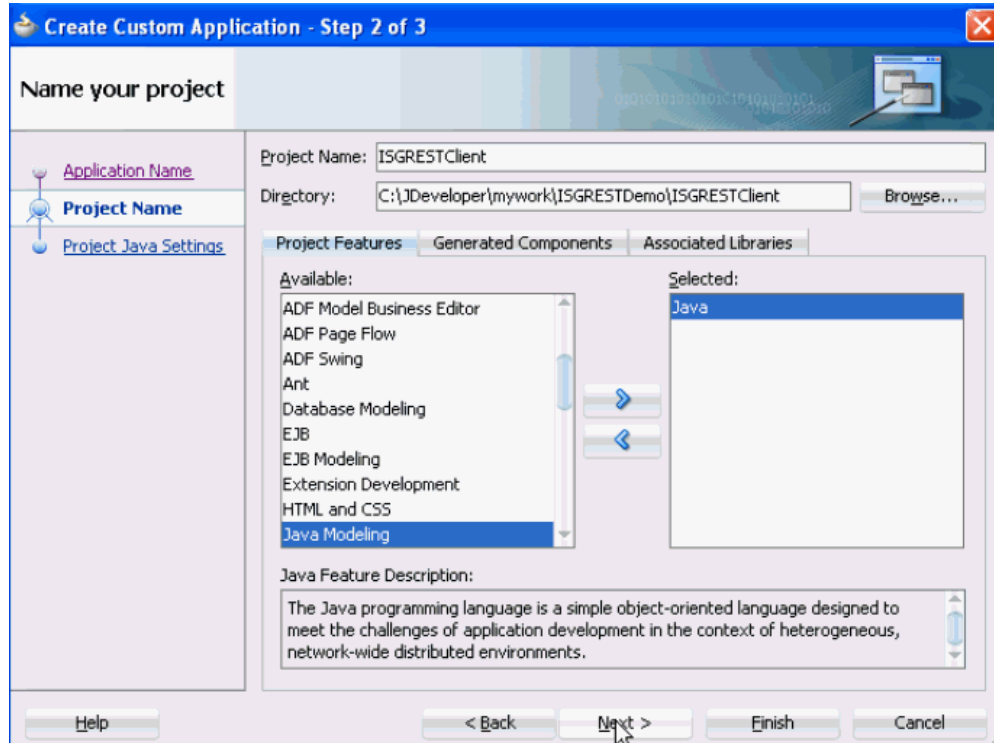 Create Custom Application - Step 2 of 3
Name your project
Application Name
Project Name
Project Java Settings
Project Name: ISGRESTClient
Directory: C:\JDeveloper\mywork\ISGRESTDemo\ISGRESTClient Browse...
Project Features Generated Components Associated Libraries
Available:
ADF Model Business Editor
ADF Page Flow
ADF Swing
Ant
Database Modeling
EJB
EJB Modeling
Extension Development
HTML and CSS
Java Modeling
Selected:
Java
Java Feature Description:
The Java programming language is a simple object-oriented language designed to
meet the challenges of application development in the context of heterogeneous,
network-wide distributed environments.
Help < Back Next > Finish Cancel